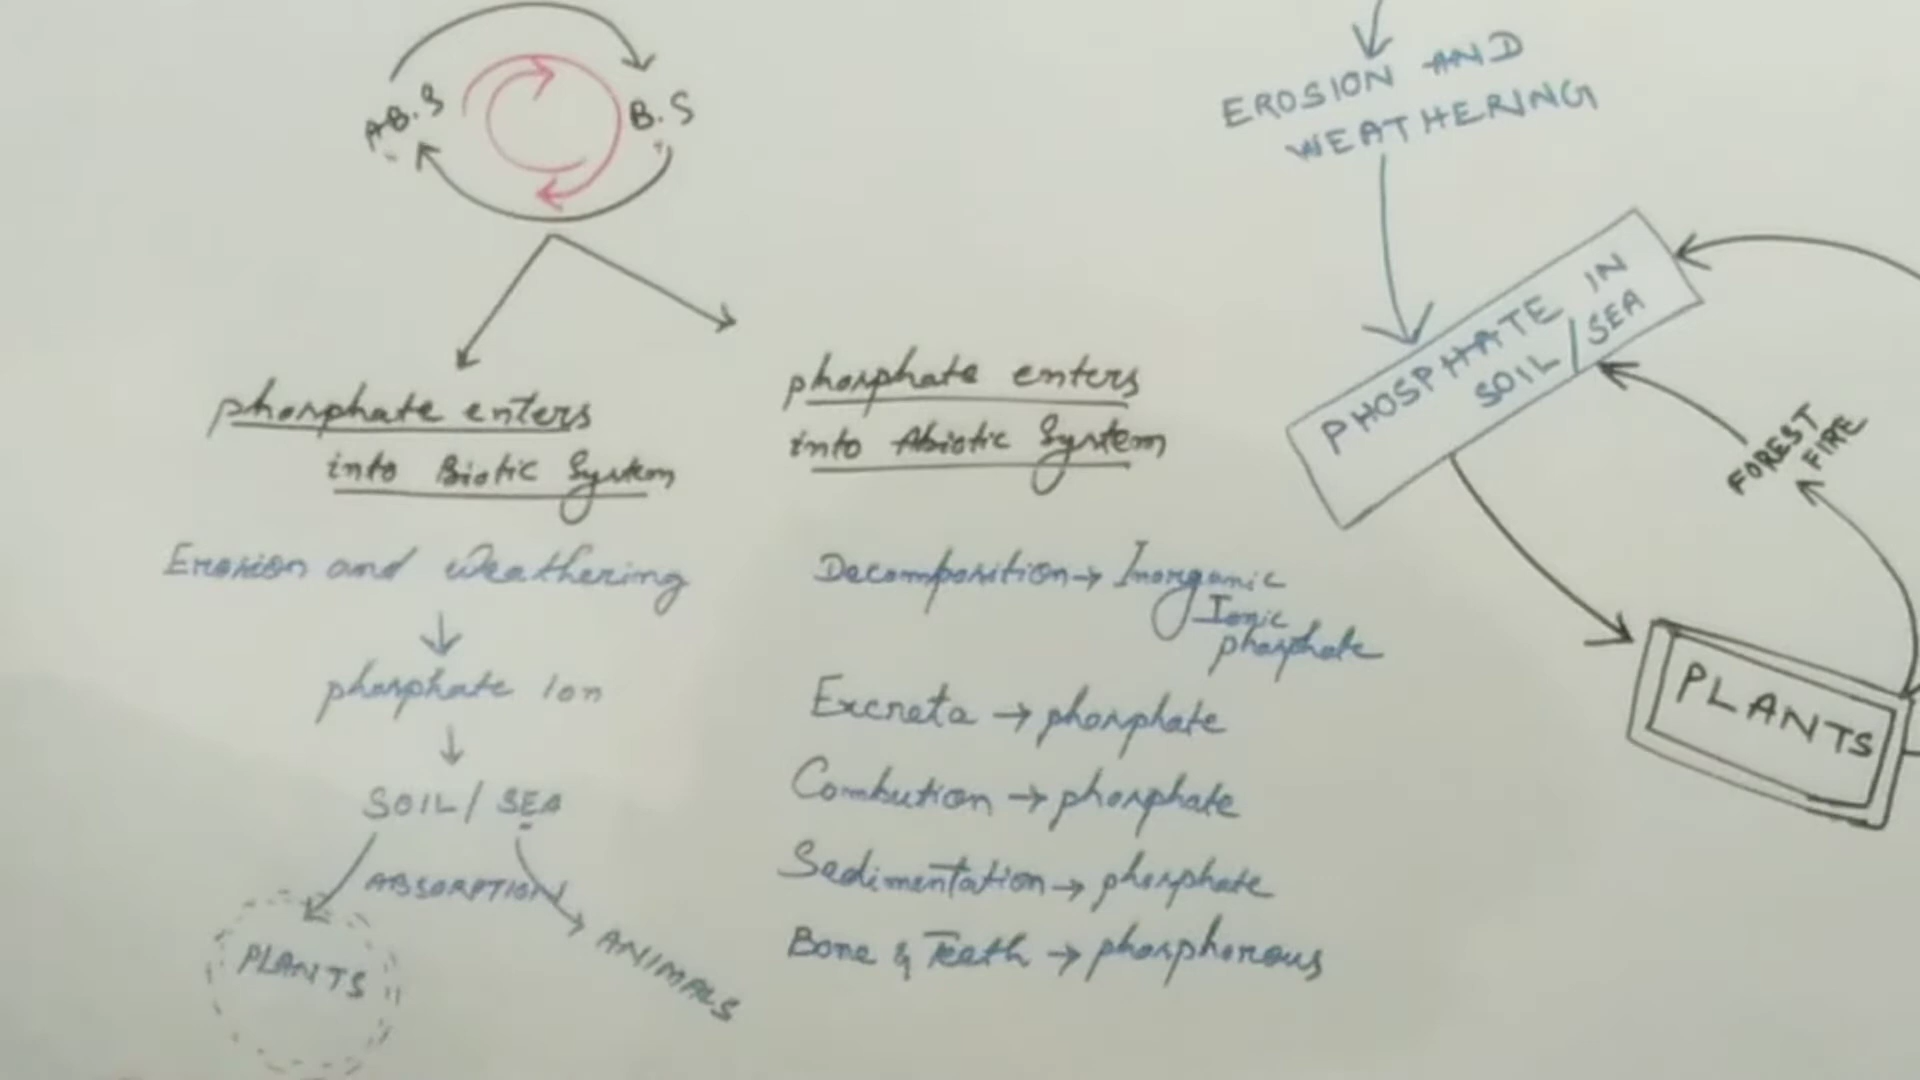 A.B.S
B.S
phosphate enters
into Biotic System
Erosion and Weathering
phosphate Ion
SOIL / SEA
ABSORPTION
PLANTS
ANIMALS
phosphate enters
into Abiotic System
Decomposition → Inorganic
Ionic
phosphate
Excreta → phosphate
Combution → phosphate
Sedimentation → phosphate
Bone & Teeth → phosphorous
EROSION AND
WEATHERING
PHOSPHATE IN
SOIL / SEA
FOREST
FIRE
PLANTS